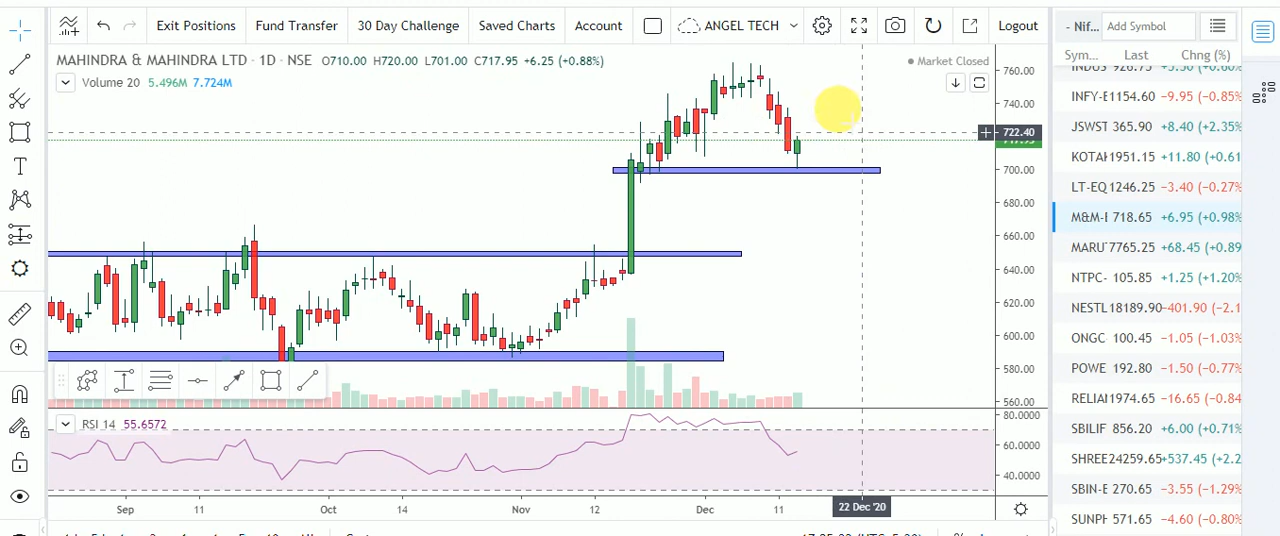 Exit Positions Fund Transfer 30 Day Challenge Saved Charts Account ANGEL TECH Logout
- Nif... Add Symbol
MAHINDRA & MAHINDRA LTD · 1D · NSE O710.00 H720.00 L701.00 C717.95 +6.25 (+0.88%)
Market Closed
Volume 20 5.496M 7.724M
760.00
740.00
722.40
717.95
700.00
680.00
660.00
640.00
620.00
600.00
580.00
560.00
RSI 14 55.6572
80.0000
60.0000
40.0000
Sep 11 Oct 14 Nov 12 Dec 11 22 Dec '20
Sym... Last Chng (%)
INFY-E 1154.60 −9.95 (−0.85%
JSWST 365.90 +8.40 (+2.35%
KOTAI 1951.15 +11.80 (+0.61
LT-EQ 1246.25 −3.40 (−0.27%
M&M-E 718.65 +6.95 (+0.98%
MARU 7765.25 +68.45 (+0.89
NTPC- 105.85 +1.25 (+1.20%
NESTL 18189.90 -401.90 (−2.1
ONGC 100.45 −1.05 (−1.03%
POWE 192.80 −1.50 (−0.77%
RELIA 1974.65 −16.65 (−0.84
SBILIF 856.20 +6.00 (+0.71%
SHREE 24259.65 +537.45 (+2.2
SBIN-E 270.65 −3.55 (−1.29%
SUNPH 571.65 −4.60 (−0.80%